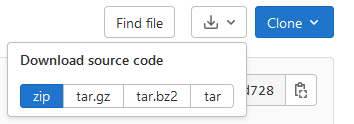 Find file
Clone
Download source code
zip tar.gz tar.bz2 tar
d728